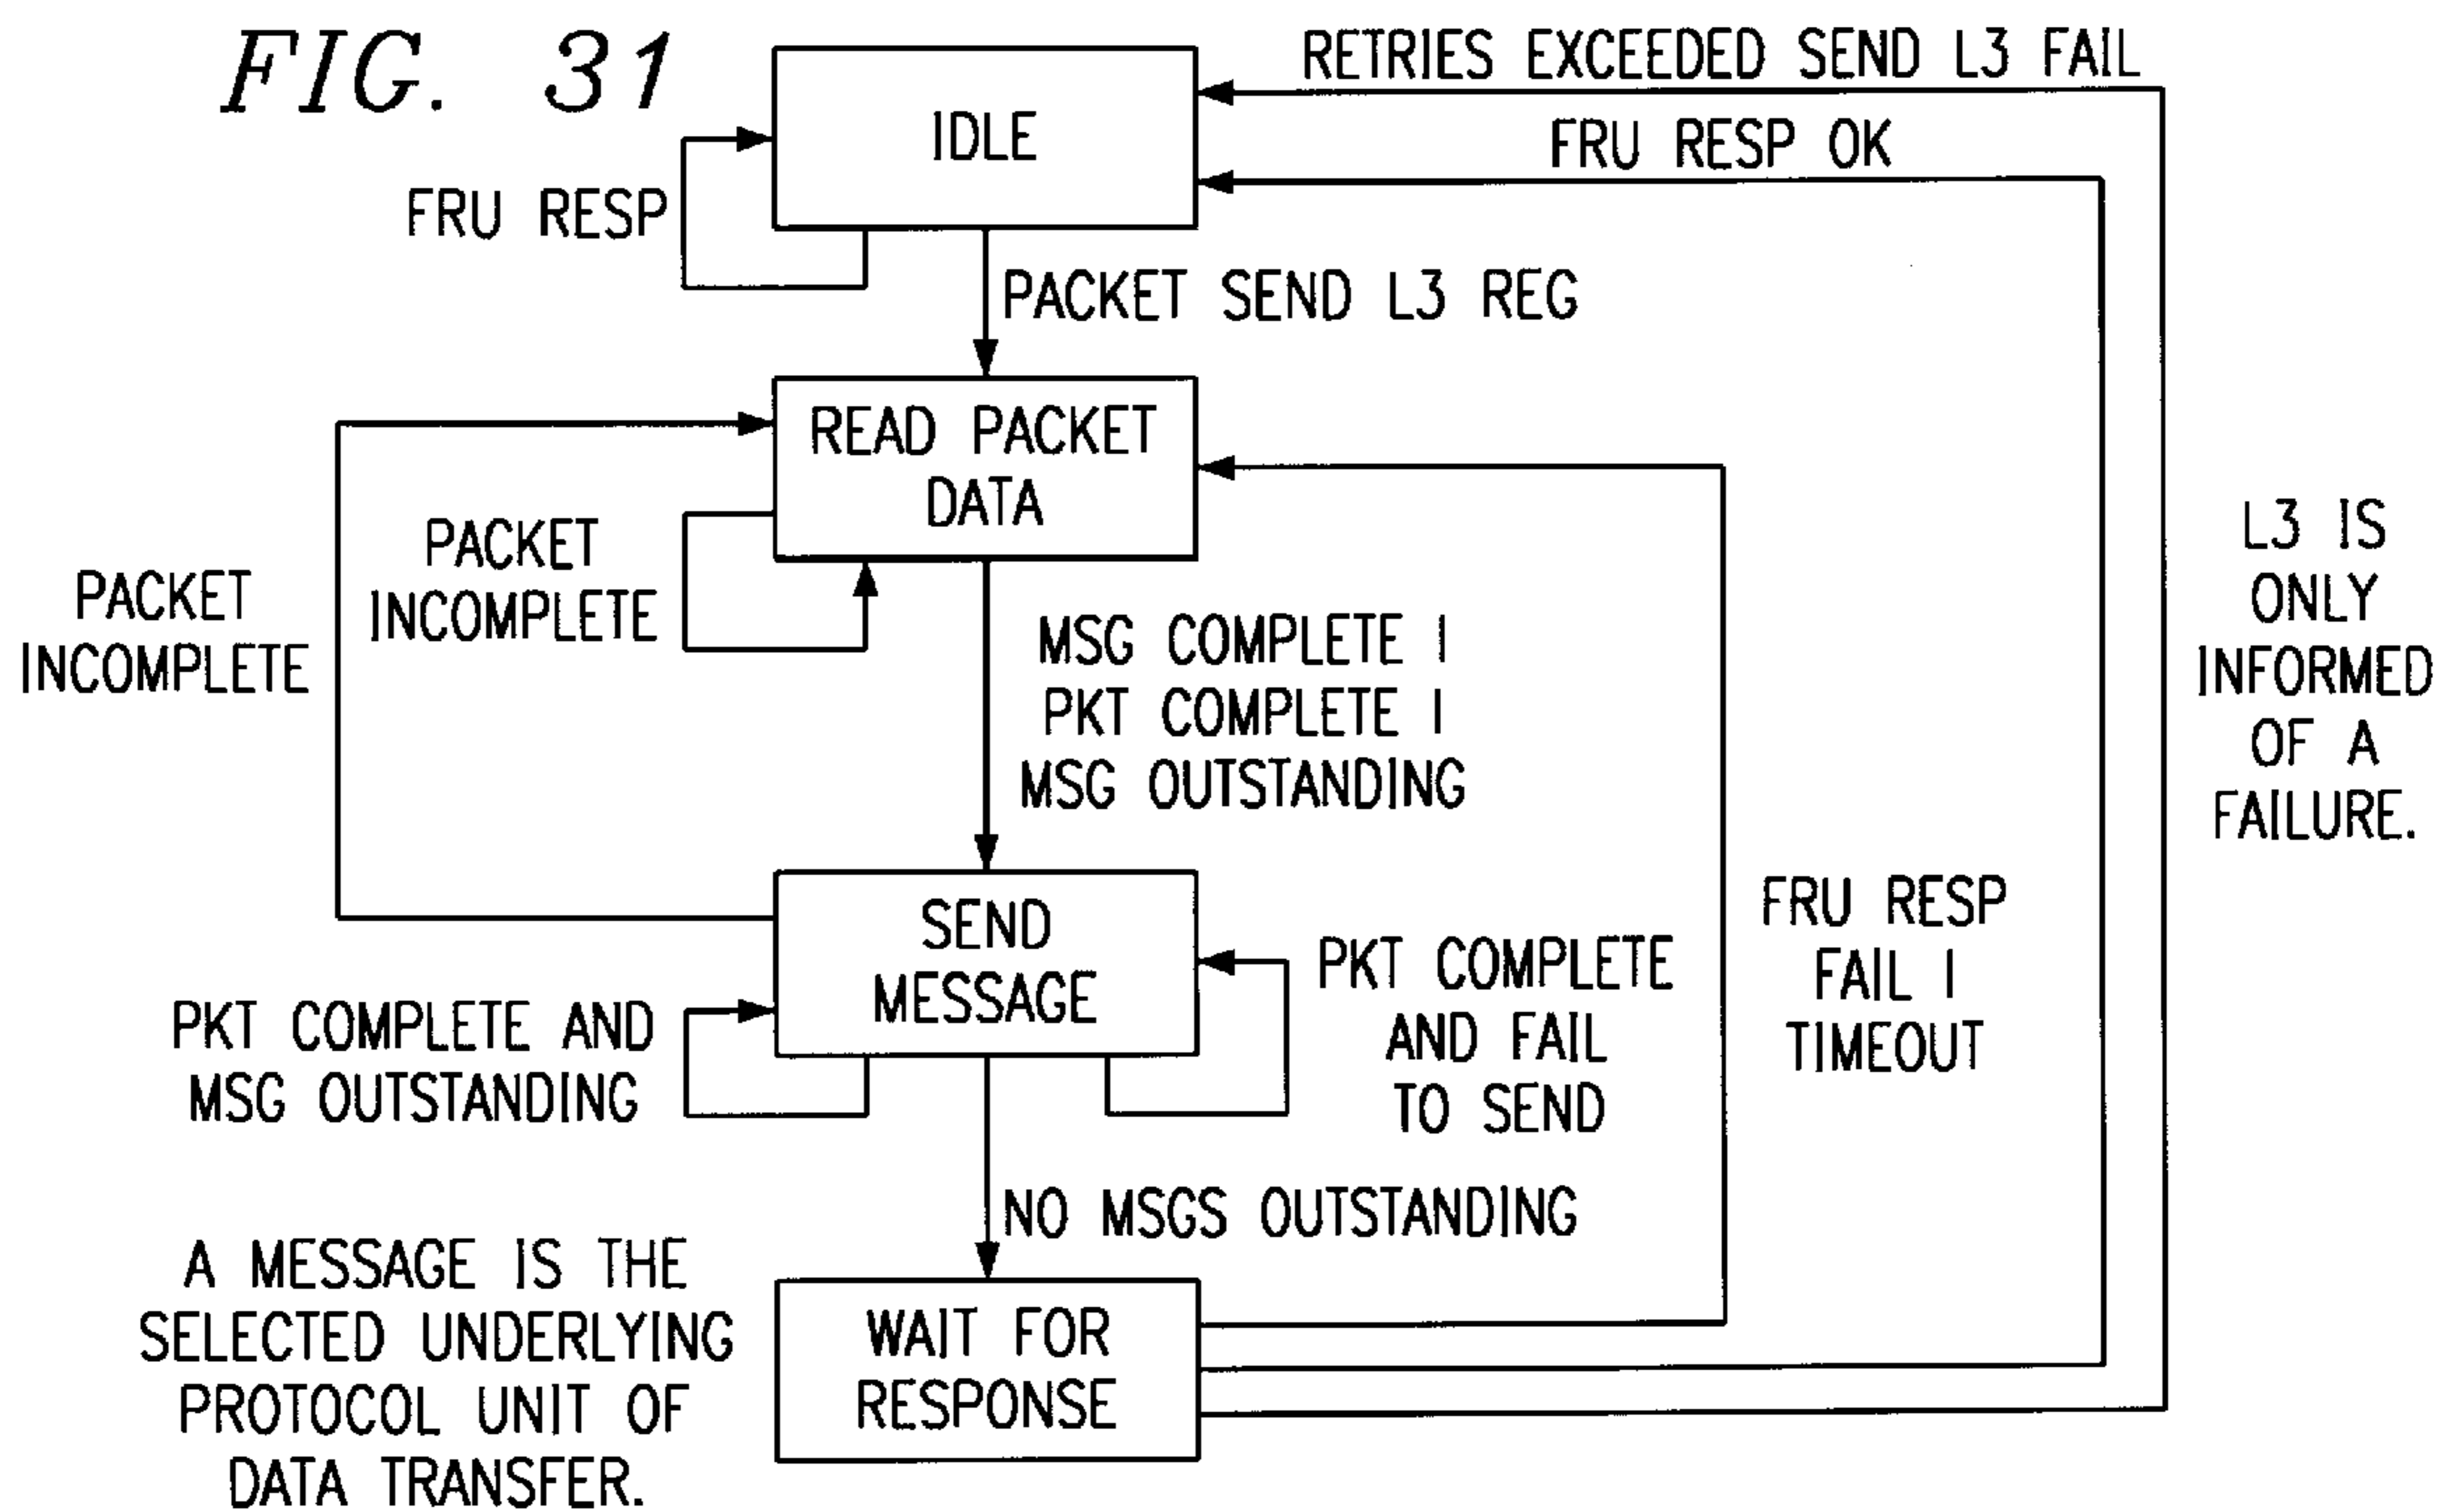 FIG. 31
RETRIES EXCEEDED SEND L3 FAIL
IDLE
FRU RESP OK
FRU RESP
PACKET SEND L3 REG
READ PACKET
DATA
PACKET
INCOMPLETE
PACKET
INCOMPLETE
MSG COMPLETE |
PKT COMPLETE |
MSG OUTSTANDING
L3 IS
ONLY
INFORMED
OF A
FAILURE.
SEND
MESSAGE
PKT COMPLETE
AND FAIL
TO SEND
FRU RESP
FAIL |
TIMEOUT
PKT COMPLETE AND
MSG OUTSTANDING
NO MSGS OUTSTANDING
A MESSAGE IS THE
SELECTED UNDERLYING
PROTOCOL UNIT OF
DATA TRANSFER.
WAIT FOR
RESPONSE